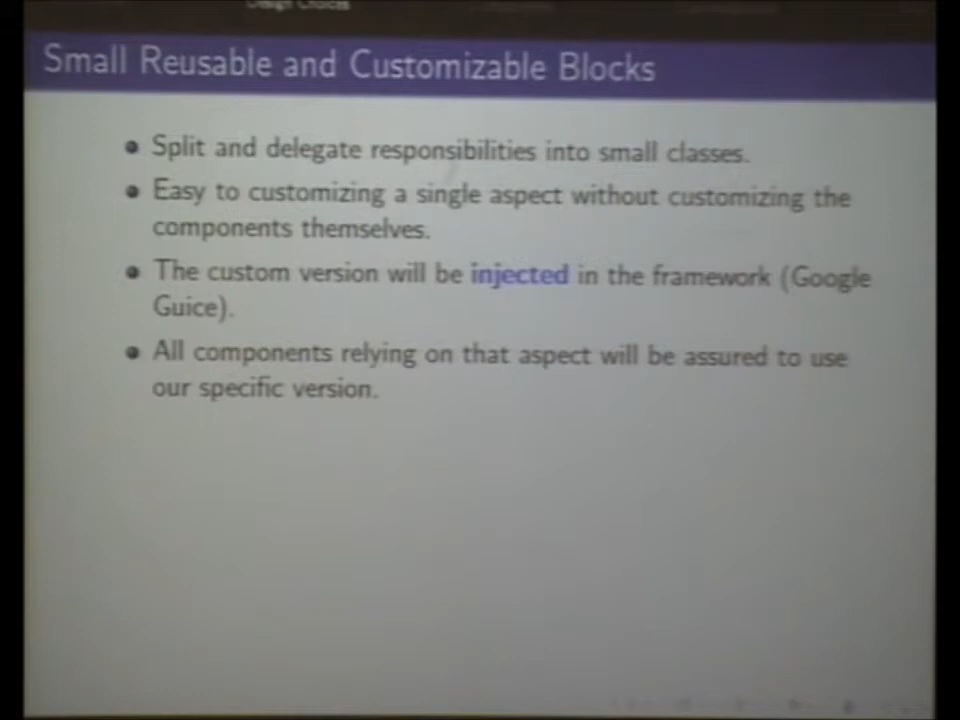 Design Choices
Small Reusable and Customizable Blocks
Split and delegate responsibilities into small classes.
Easy to customizing a single aspect without customizing the
components themselves.
The custom version will be injected in the framework (Google
Guice).
All components relying on that aspect will be assured to use
our specific version.